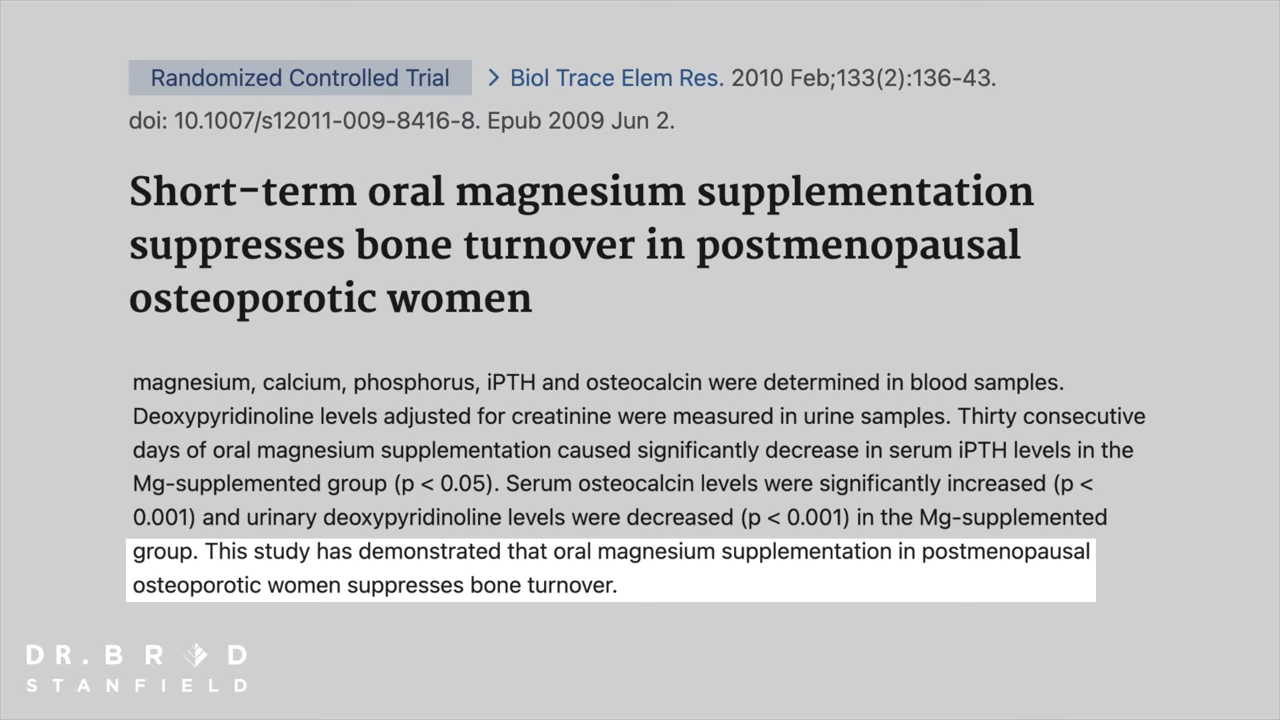 Randomized Controlled Trial > Biol Trace Elem Res. 2010 Feb;133(2):136-43.
doi: 10.1007/s12011-009-8416-8. Epub 2009 Jun 2.
Short-term oral magnesium supplementation
suppresses bone turnover in postmenopausal
osteoporotic women
magnesium, calcium, phosphorus, iPTH and osteocalcin were determined in blood samples.
Deoxypyridinoline levels adjusted for creatinine were measured in urine samples. Thirty consecutive
days of oral magnesium supplementation caused significantly decrease in serum iPTH levels in the
Mg-supplemented group (p < 0.05). Serum osteocalcin levels were significantly increased (p <
0.001) and urinary deoxypyridinoline levels were decreased (p < 0.001) in the Mg-supplemented
group. This study has demonstrated that oral magnesium supplementation in postmenopausal
osteoporotic women suppresses bone turnover.
DR. BRAD
STANFIELD